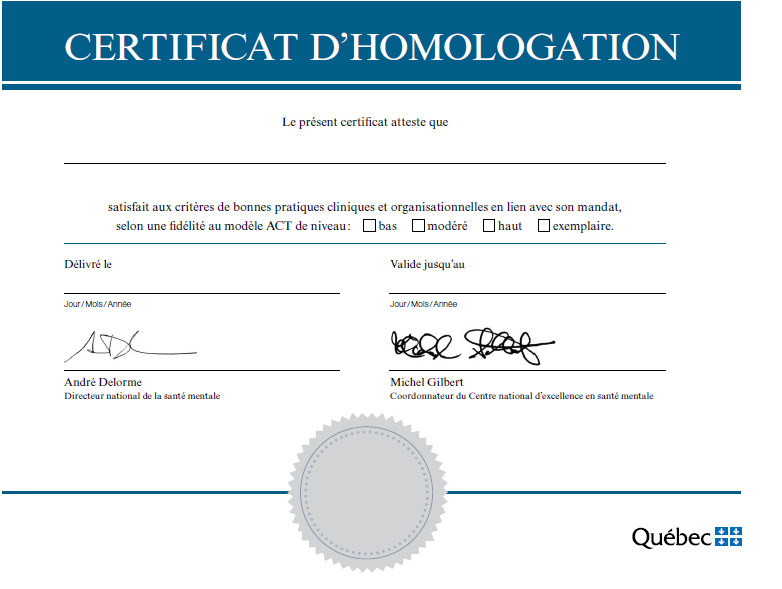 CERTIFICAT D’HOMOLOGATION
Le présent certificat atteste que
satisfait aux critères de bonnes pratiques cliniques et organisationnelles en lien avec son mandat,
selon une fidélité au modèle ACT de niveau : bas modéré haut exemplaire.
Délivré le
Valide jusqu’au
Jour / Mois / Année
Jour / Mois / Année
André Delorme
Directeur national de la santé mentale
Michel Gilbert
Coordonnateur du Centre national d’excellence en santé mentale
Québec